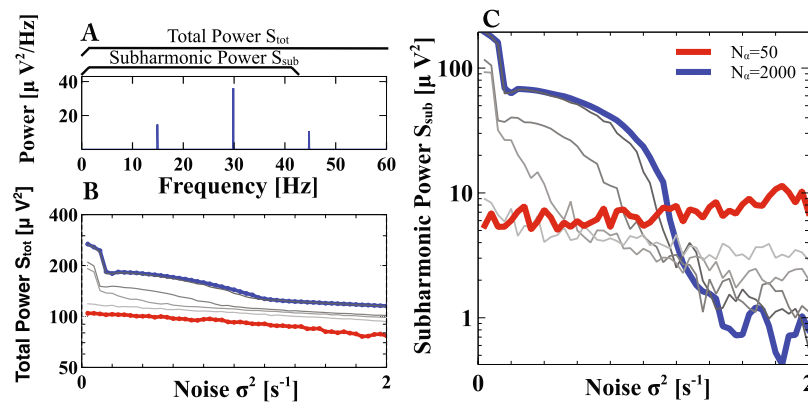 A
Total Power S_tot
Subharmonic Power S_sub
Power [μ V²/Hz]
40
20
0 10 20 30 40 50 60
Frequency [Hz]
B
Total Power S_tot [μ V²]
400
200
100
50
0 2
Noise σ² [s⁻¹]
C
Subharmonic Power S_sub [μ V²]
100
10
1
N_α=50
N_α=2000
0 2
Noise σ² [s⁻¹]